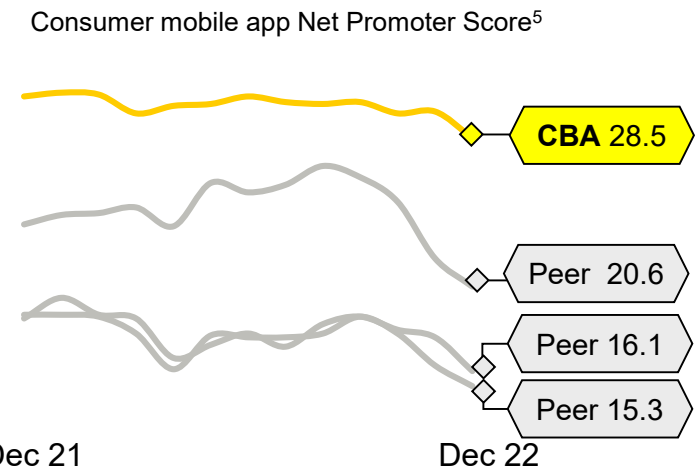 Consumer mobile app Net Promoter Score⁵
CBA 28.5
Peer 20.6
Peer 16.1
Peer 15.3
Dec 21
Dec 22